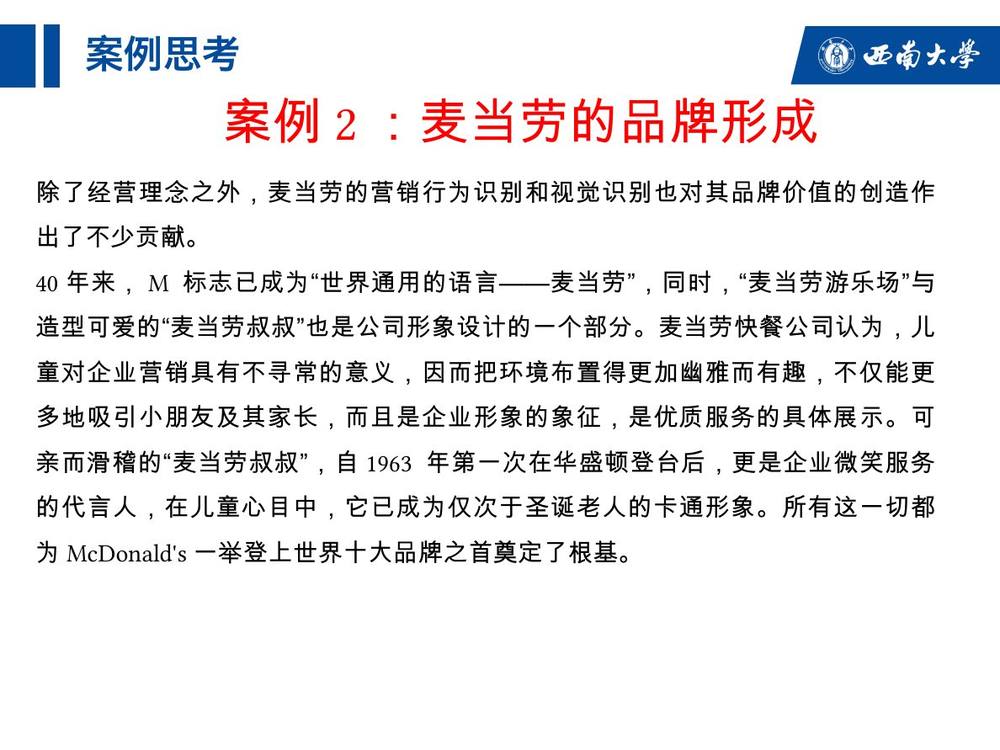 案例思考
西南大学
案例 2 ：麦当劳的品牌形成
除了经营理念之外，麦当劳的营销行为识别和视觉识别也对其品牌价值的创造作
出了不少贡献。
40 年来， M 标志已成为“世界通用的语言——麦当劳”，同时，“麦当劳游乐场”与
造型可爱的“麦当劳叔叔”也是公司形象设计的一个部分。麦当劳快餐公司认为，儿
童对企业营销具有不寻常的意义，因而把环境布置得更加幽雅而有趣，不仅能更
多地吸引小朋友及其家长，而且是企业形象的象征，是优质服务的具体展示。可
亲而滑稽的“麦当劳叔叔”，自 1963 年第一次在华盛顿登台后，更是企业微笑服务
的代言人，在儿童心目中，它已成为仅次于圣诞老人的卡通形象。所有这一切都
为 McDonald's 一举登上世界十大品牌之首奠定了根基。